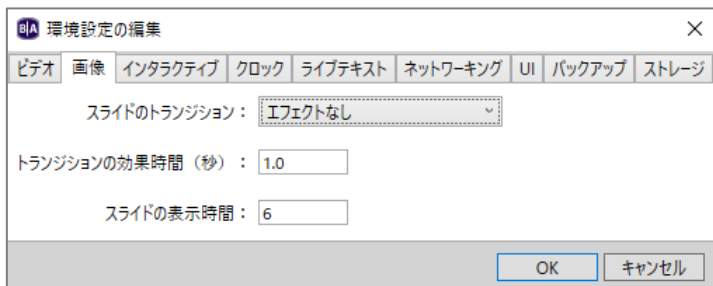 B|A 環境設定の編集
ビデオ 画像 インタラクティブ クロック ライブテキスト ネットワーキング UI バックアップ ストレージ
スライドのトランジション： エフェクトなし
トランジションの効果時間（秒）： 1.0
スライドの表示時間： 6
OK キャンセル